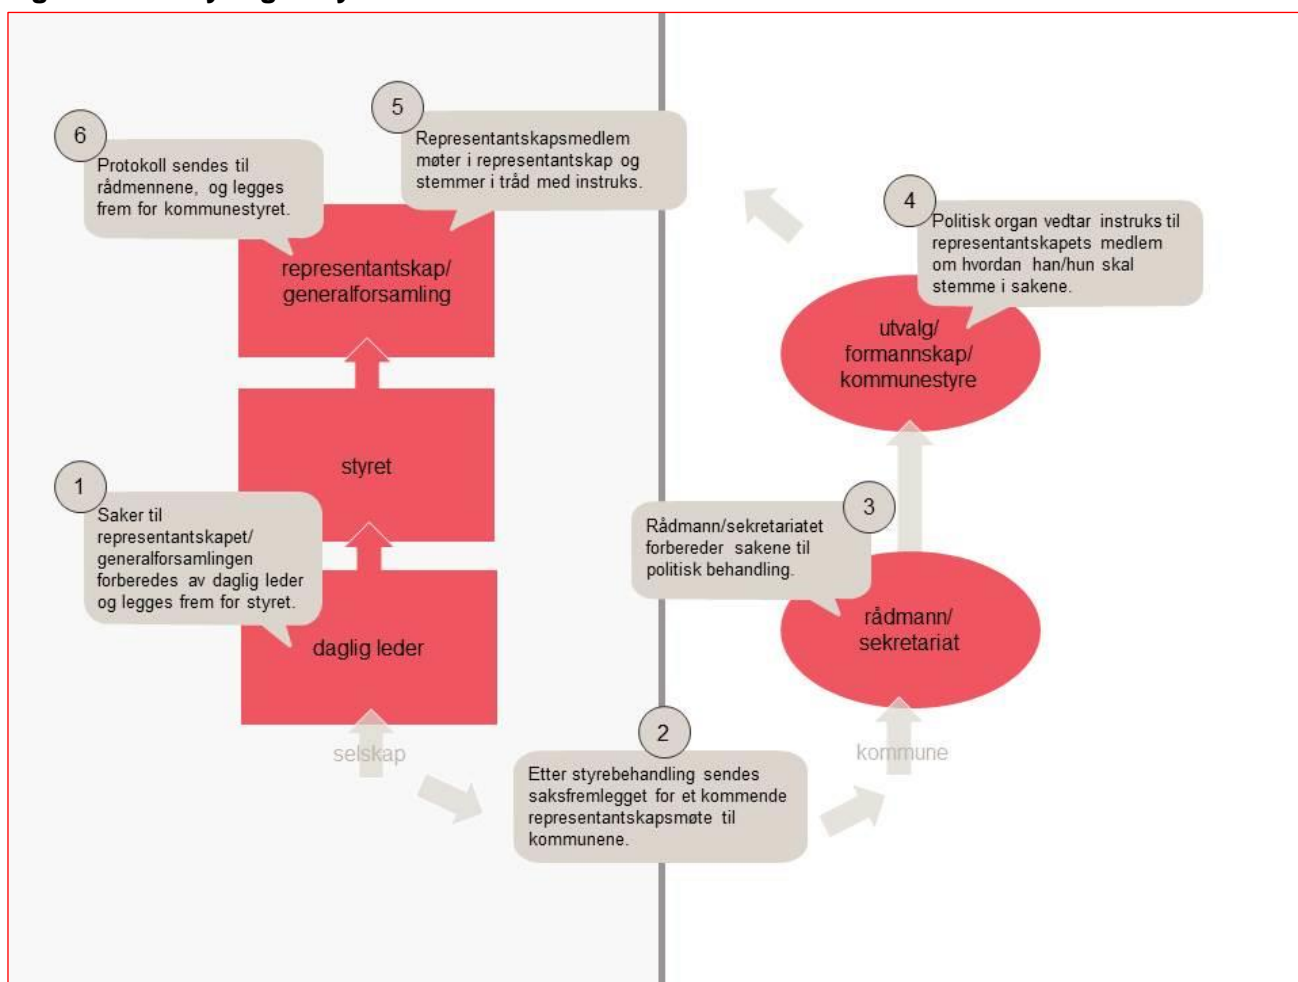 6
Protokoll sendes til
rådmennene, og legges
frem for kommunestyret.
5
Representantskapsmedlem
møter i representantskap og
stemmer i tråd med instruks.
4
Politisk organ vedtar instruks til
representantskapets medlem
om hvordan han/hun skal
stemme i sakene.
representantskap/
generalforsamling
utvalg/
formannskap/
kommunestyre
styret
1
Saker til
representantskapet/
generalforsamlingen
forberedes av daglig leder
og legges frem for styret.
3
Rådmann/sekretariatet
forbereder sakene til
politisk behandling.
daglig leder
rådmann/
sekretariat
selskap
2
Etter styrebehandling sendes
saksfremlegget for et kommende
representantskapsmøte til
kommunene.
kommune